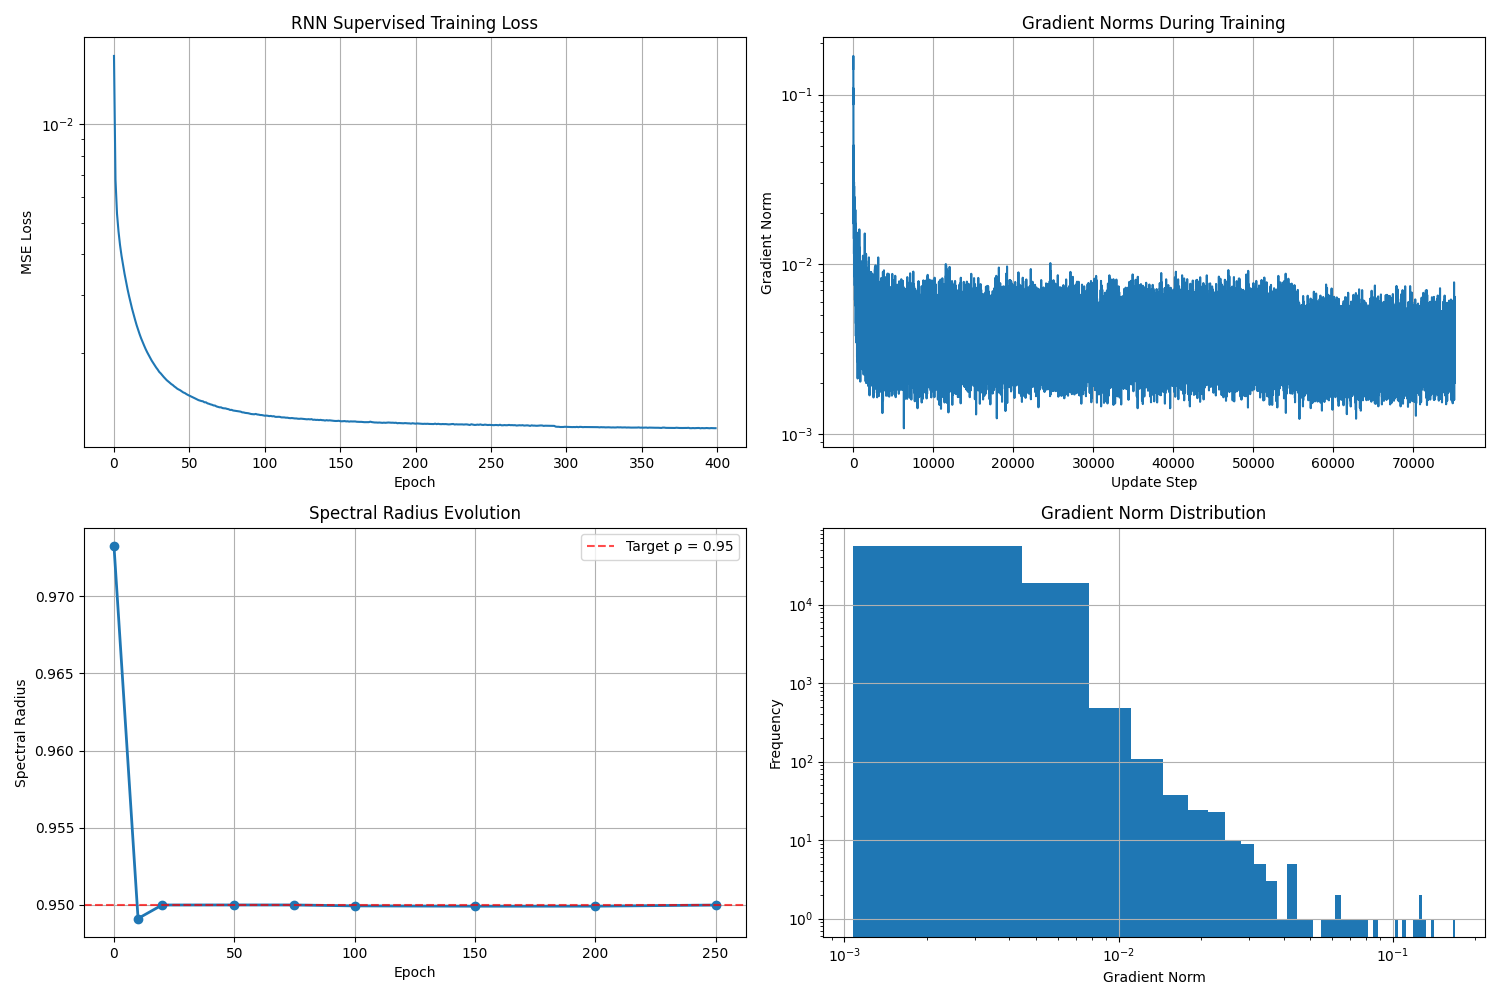 RNN Supervised Training Loss
MSE Loss
10⁻²
0 50 100 150 200 250 300 350 400
Epoch
Gradient Norms During Training
Gradient Norm
10⁻¹
10⁻²
10⁻³
0 10000 20000 30000 40000 50000 60000 70000
Update Step
Spectral Radius Evolution
Target ρ = 0.95
Spectral Radius
0.970
0.965
0.960
0.955
0.950
0 50 100 150 200 250
Epoch
Gradient Norm Distribution
Frequency
10⁴
10³
10²
10¹
10⁰
10⁻³ 10⁻² 10⁻¹
Gradient Norm